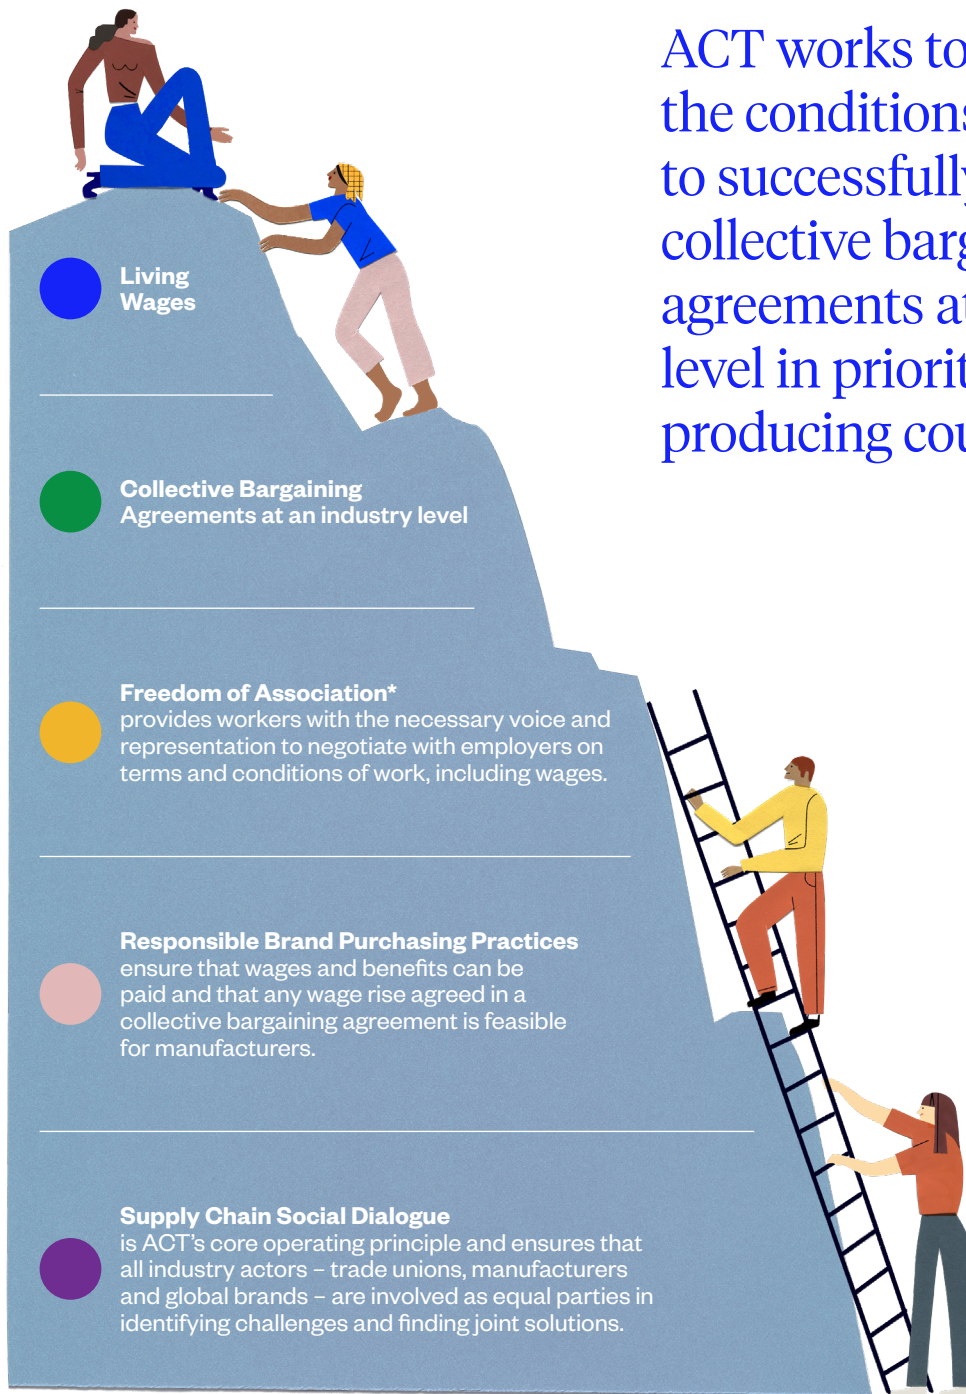 ACT works to
the conditions
to successfully
collective barg
agreements at
level in priorit
producing cou
Living
Wages
Collective Bargaining
Agreements at an industry level
Freedom of Association*
provides workers with the necessary voice and
representation to negotiate with employers on
terms and conditions of work, including wages.
Responsible Brand Purchasing Practices
ensure that wages and benefits can be
paid and that any wage rise agreed in a
collective bargaining agreement is feasible
for manufacturers.
Supply Chain Social Dialogue
is ACT's core operating principle and ensures that
all industry actors – trade unions, manufacturers
and global brands – are involved as equal parties in
identifying challenges and finding joint solutions.